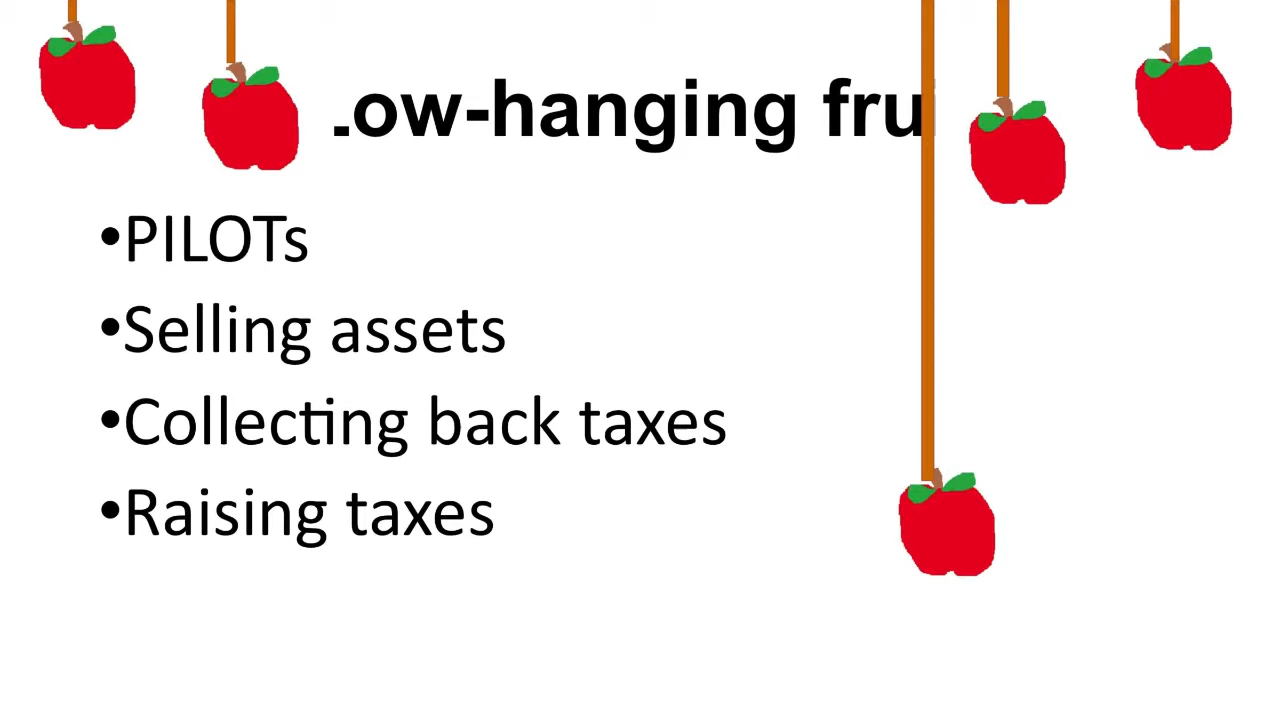 .ow-hanging fru
•PILOTs
•Selling assets
•Collecting back taxes
•Raising taxes